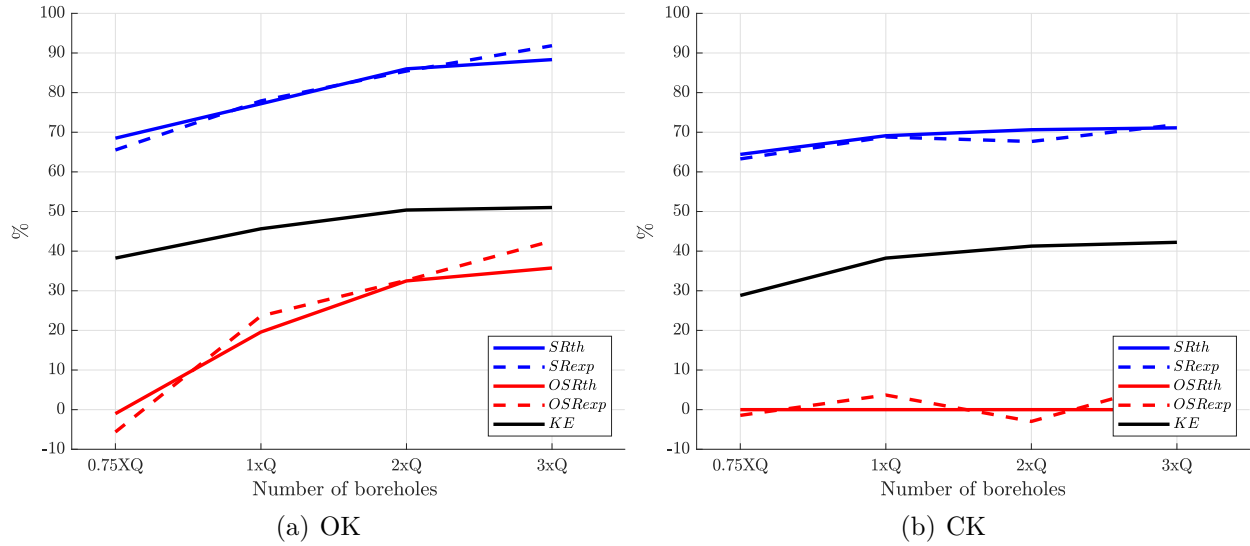 100
90
80
70
60
50
40
30
20
10
0
-10
%
0.75XQ 1xQ 2xQ 3xQ
Number of boreholes
SRth
SRexp
OSRth
OSRexp
KE
(a) OK
100
90
80
70
60
50
40
30
20
10
0
-10
%
0.75XQ 1xQ 2xQ 3xQ
Number of boreholes
SRth
SRexp
OSRth
OSRexp
KE
(b) CK